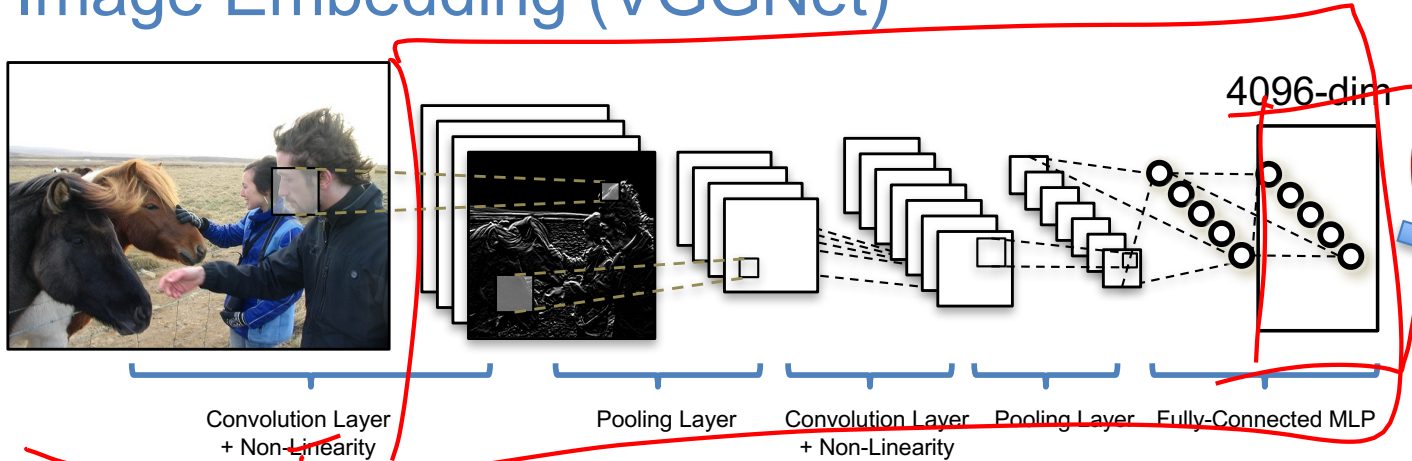 Image Embedding (VGGNet)
4096-dim
Convolution Layer
+ Non-Linearity
Pooling Layer
Convolution Layer
+ Non-Linearity
Pooling Layer
Fully-Connected MLP